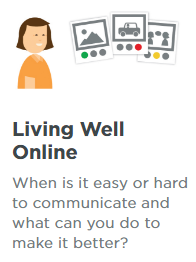 Living Well
Online
When is it easy or hard
to communicate and
what can you do to
make it better?